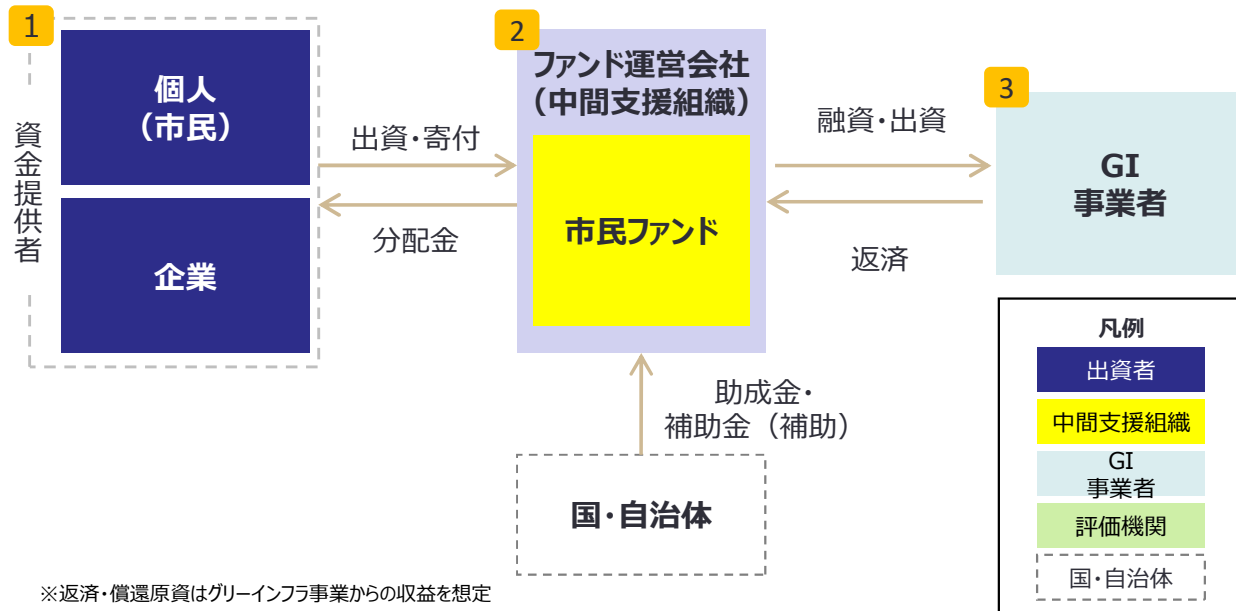 1
資金提供者
個人
（市民）
企業
出資・寄付
分配金
2
ファンド運営会社
（中間支援組織）
市民ファンド
融資・出資
返済
3
GI
事業者
助成金・
補助金（補助）
国・自治体
凡例
出資者
中間支援組織
GI
事業者
評価機関
国・自治体
※返済・償還原資はグリーインフラ事業からの収益を想定